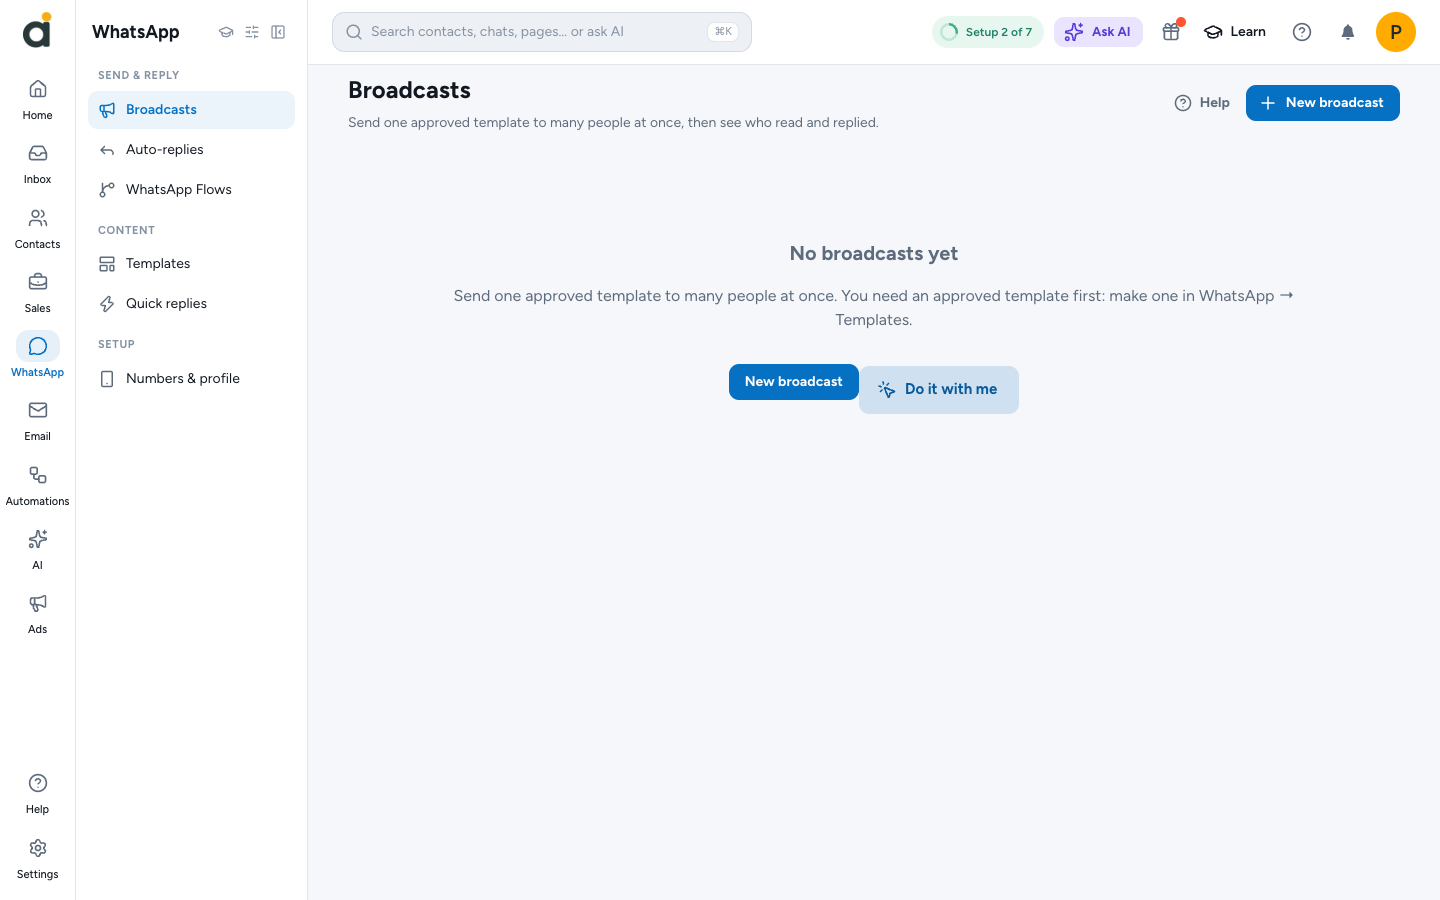 WhatsApp
Search contacts, chats, pages... or ask AI
⌘K
Setup 2 of 7
Ask AI
Learn
P
Home
Inbox
Contacts
Sales
WhatsApp
Email
Automations
AI
Ads
Help
Settings
SEND & REPLY
Broadcasts
Auto-replies
WhatsApp Flows
CONTENT
Templates
Quick replies
SETUP
Numbers & profile
Broadcasts
Send one approved template to many people at once, then see who read and replied.
Help
New broadcast
No broadcasts yet
Send one approved template to many people at once. You need an approved template first: make one in WhatsApp →
Templates.
New broadcast
Do it with me